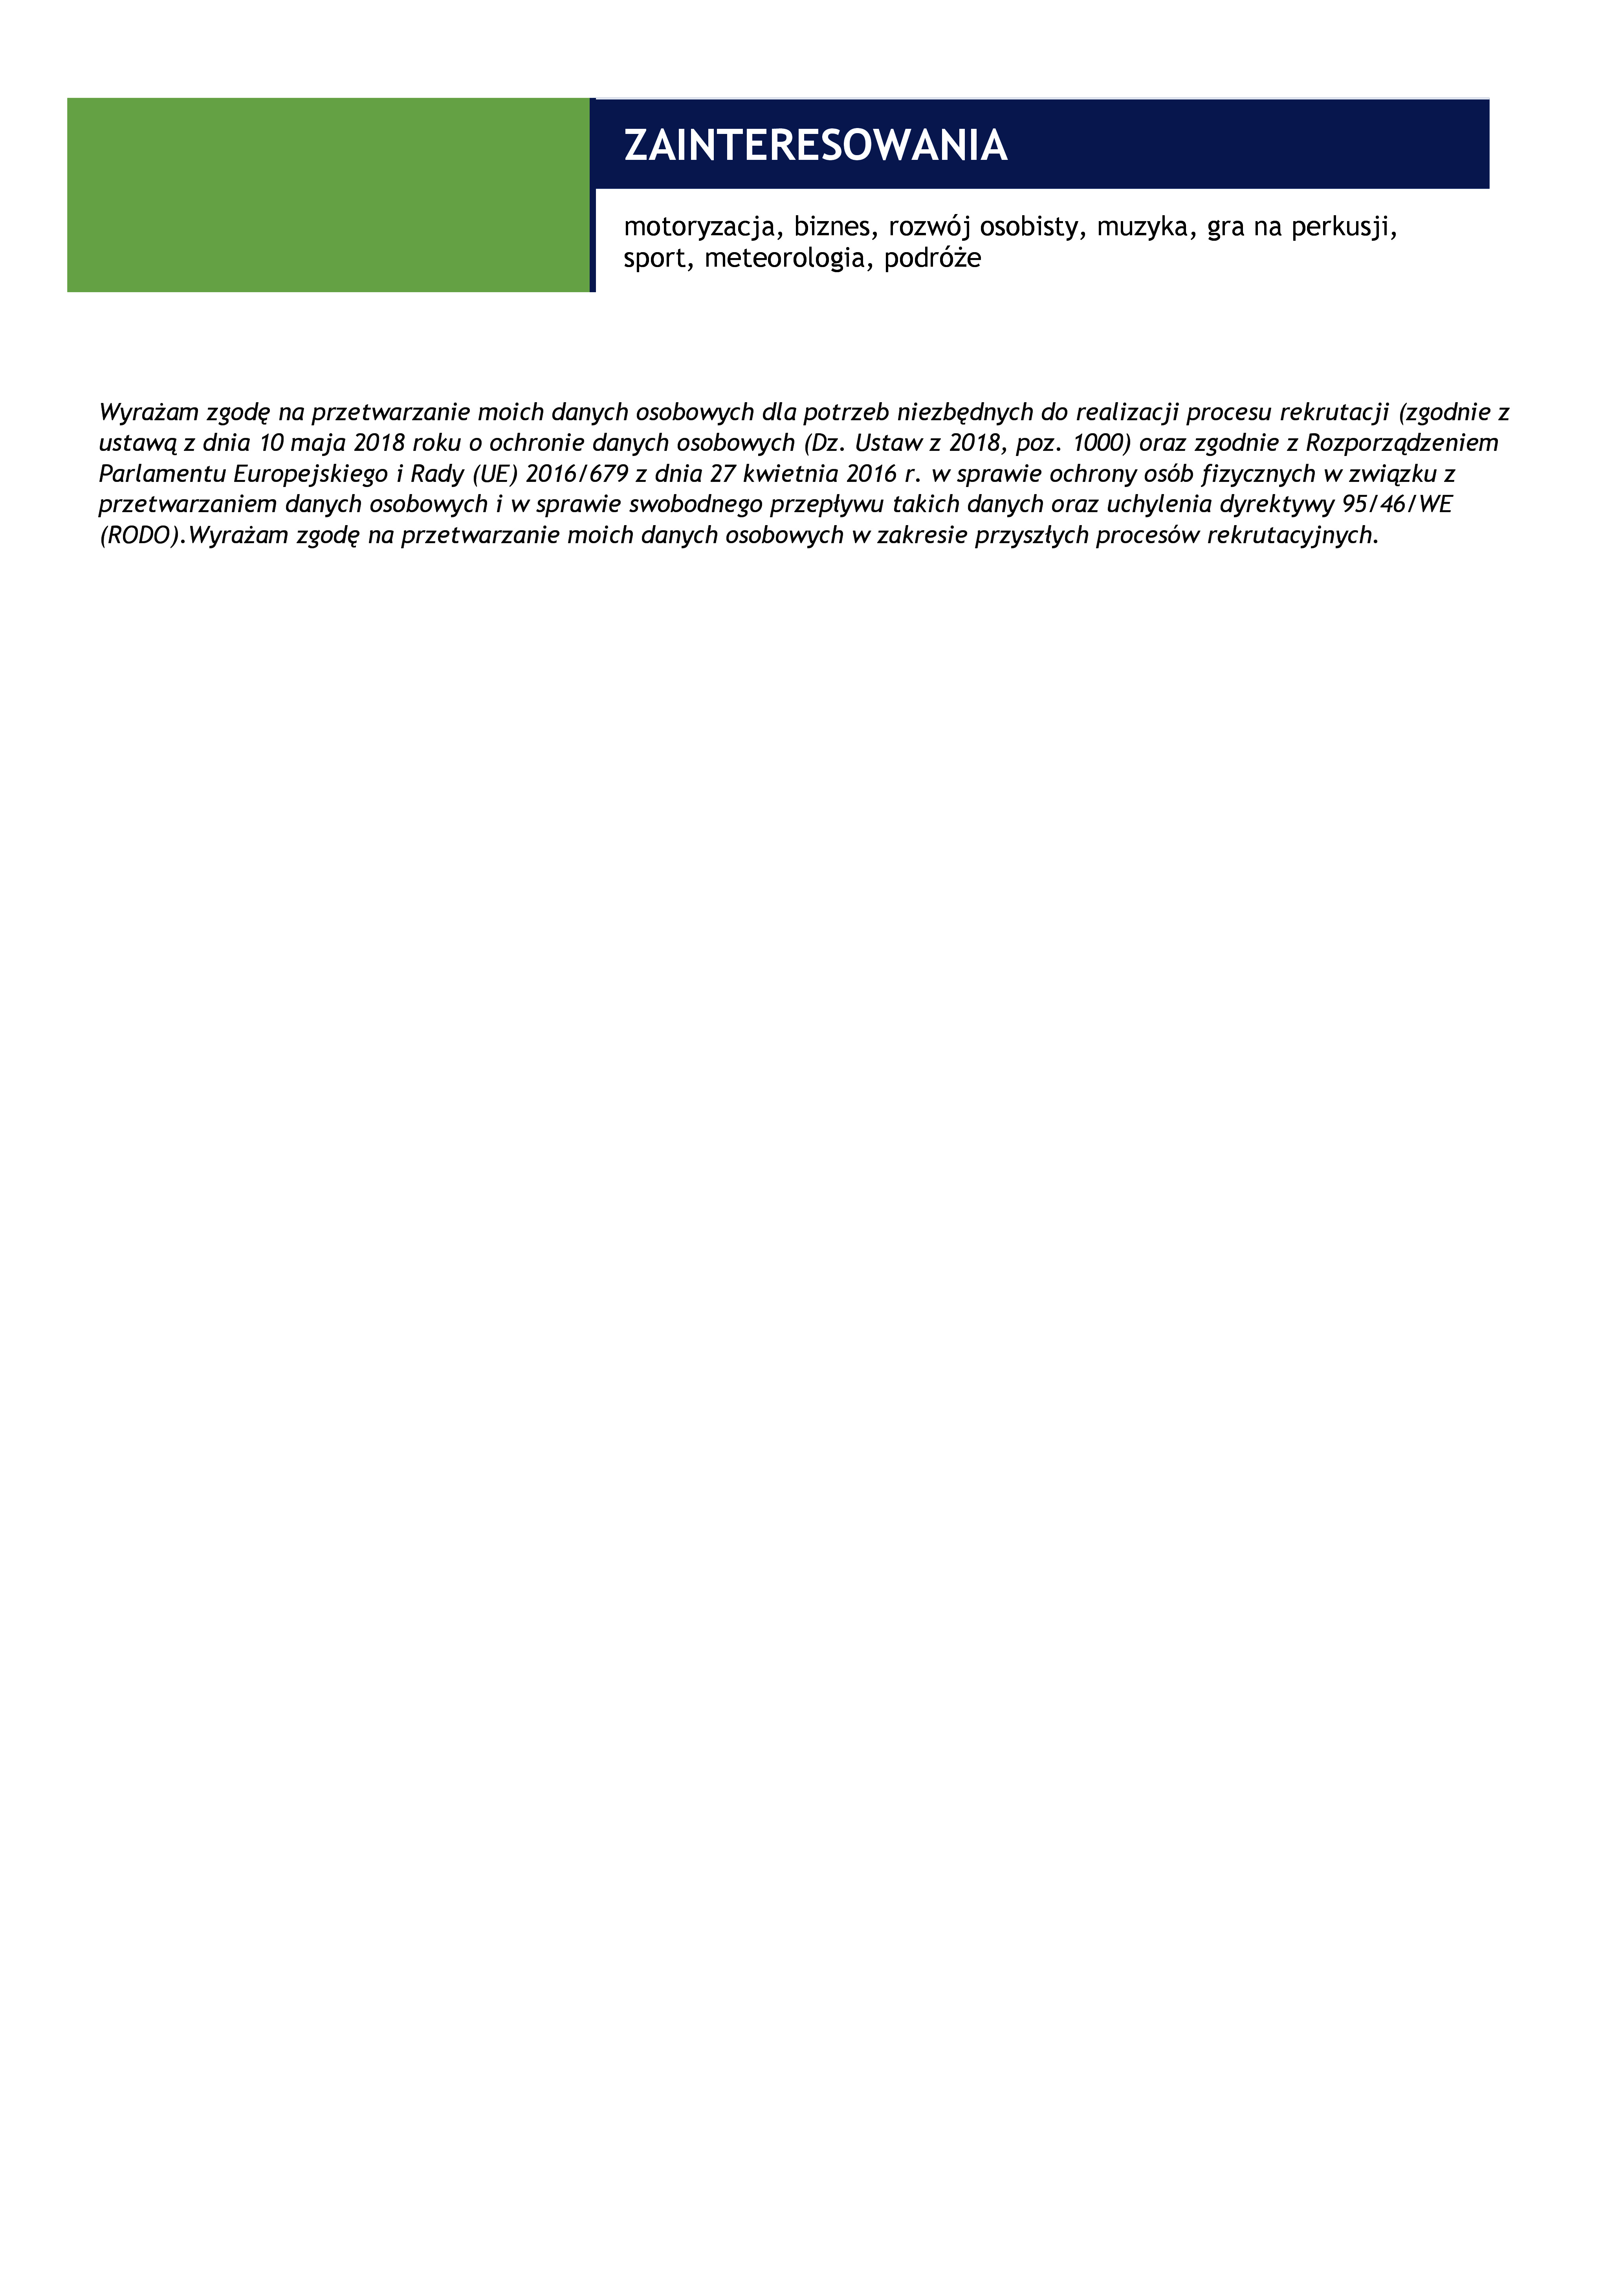 ZAINTERESOWANIA
motoryzacja, biznes, rozwój osobisty, muzyka, gra na perkusji,
sport, meteorologia, podróże
Wyrażam zgodę na przetwarzanie moich danych osobowych dla potrzeb niezbędnych do realizacji procesu rekrutacji (zgodnie z
ustawą z dnia 10 maja 2018 roku o ochronie danych osobowych (Dz. Ustaw z 2018, poz. 1000) oraz zgodnie z Rozporządzeniem
Parlamentu Europejskiego i Rady (UE) 2016/679 z dnia 27 kwietnia 2016 r. w sprawie ochrony osób fizycznych w związku z
przetwarzaniem danych osobowych i w sprawie swobodnego przepływu takich danych oraz uchylenia dyrektywy 95/46/WE
(RODO).Wyrażam zgodę na przetwarzanie moich danych osobowych w zakresie przyszłych procesów rekrutacyjnych.